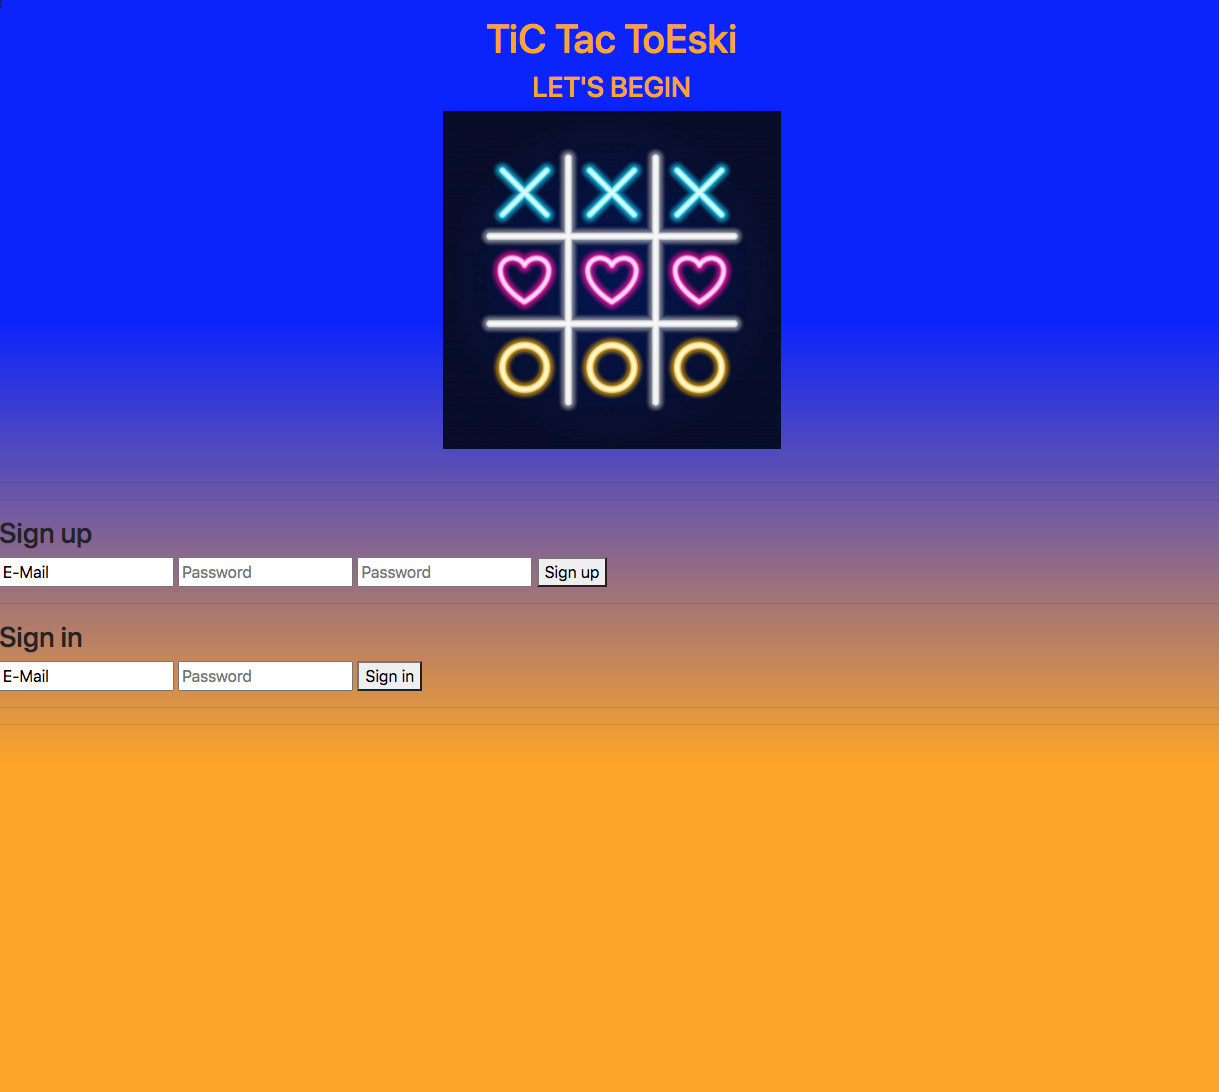 TiC Tac ToEski
LET'S BEGIN
Sign up
E-Mail Password Password Sign up
Sign in
E-Mail Password Sign in